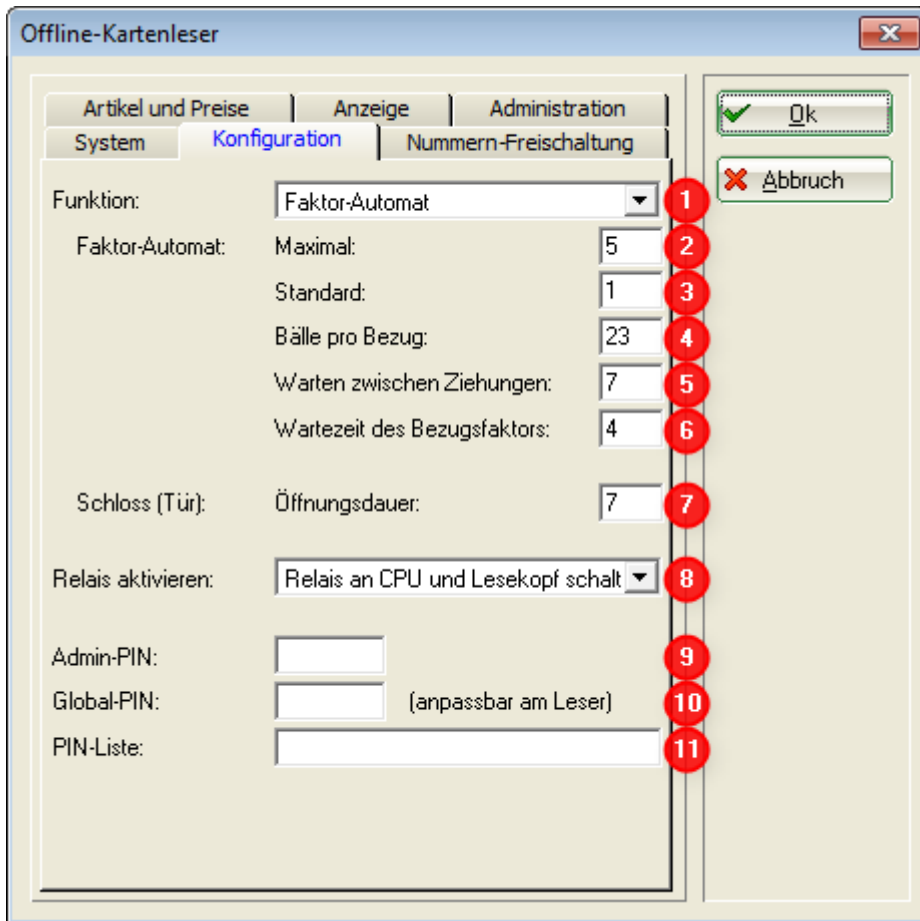 Offline-Kartenleser
Artikel und Preise Anzeige Administration
System Konfiguration Nummern-Freischaltung
Ok
Abbruch
Funktion: Faktor-Automat 1
Faktor-Automat: Maximal: 5 2
Standard: 1 3
Bälle pro Bezug: 23 4
Warten zwischen Ziehungen: 7 5
Wartezeit des Bezugsfaktors: 4 6
Schloss (Tür): Öffnungsdauer: 7 7
Relais aktivieren: Relais an CPU und Lesekopf schalt 8
Admin-PIN: 9
Global-PIN: (anpassbar am Leser) 10
PIN-Liste: 11